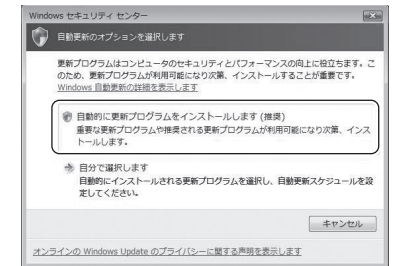 Windows セキュリティ センター
自動更新のオプションを選択します
更新プログラムはコンピュータのセキュリティとパフォーマンスの向上に役立ちます。こ
のため、更新プログラムが利用可能になり次第、インストールすることが重要です。
Windows 自動更新の詳細を表示します
自動的に更新プログラムをインストールします (推奨)
重要な更新プログラムや推奨される更新プログラムが利用可能になり次第、インス
トールします。
自分で選択します
自動的にインストールされる更新プログラムを選択し、自動更新スケジュールを設
定してください。
キャンセル
オンラインの Windows Update のプライバシーに関する声明を表示します